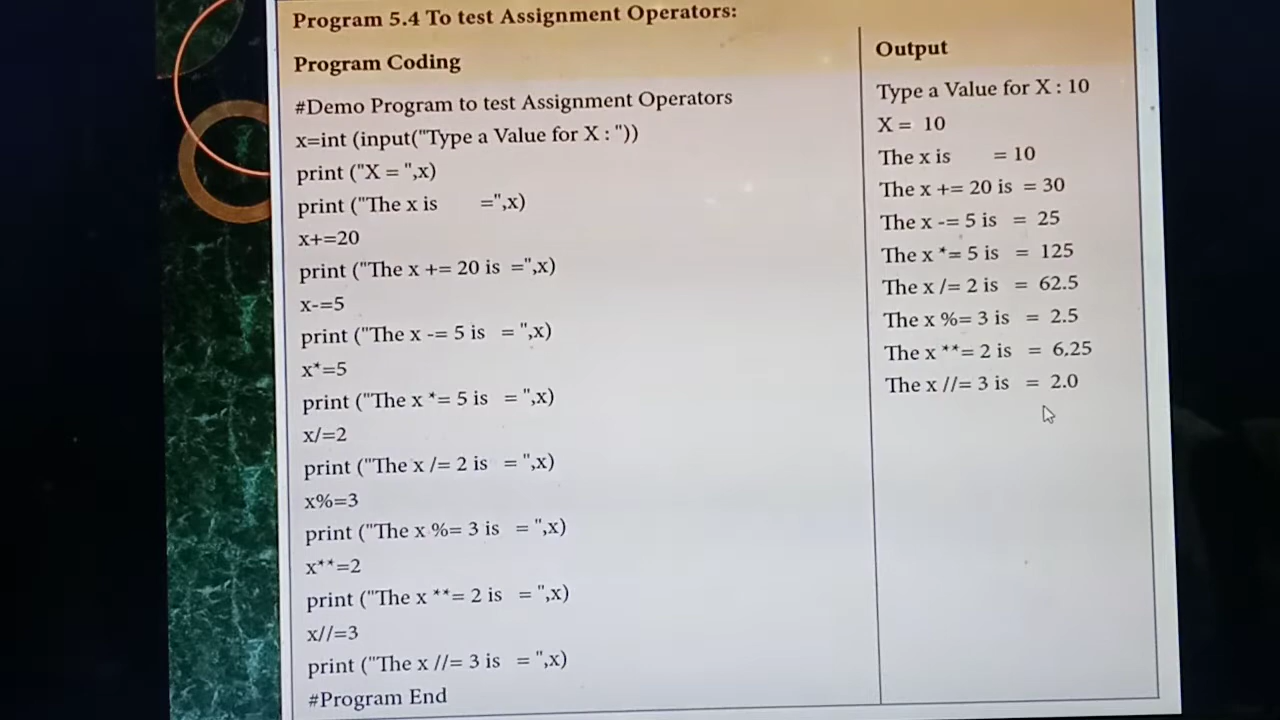 Program 5.4 To test Assignment Operators:
Program Coding
#Demo Program to test Assignment Operators
x=int (input("Type a Value for X : "))
print ("X = ",x)
print ("The x is =",x)
x+=20
print ("The x += 20 is =",x)
x-=5
print ("The x -= 5 is = ",x)
x*=5
print ("The x *= 5 is = ",x)
x/=2
print ("The x /= 2 is = ",x)
x%=3
print ("The x %= 3 is = ",x)
x**=2
print ("The x **= 2 is = ",x)
x//=3
print ("The x //= 3 is = ",x)
#Program End
Output
Type a Value for X : 10
X = 10
The x is = 10
The x += 20 is = 30
The x -= 5 is = 25
The x *= 5 is = 125
The x /= 2 is = 62.5
The x %= 3 is = 2.5
The x **= 2 is = 6.25
The x //= 3 is = 2.0